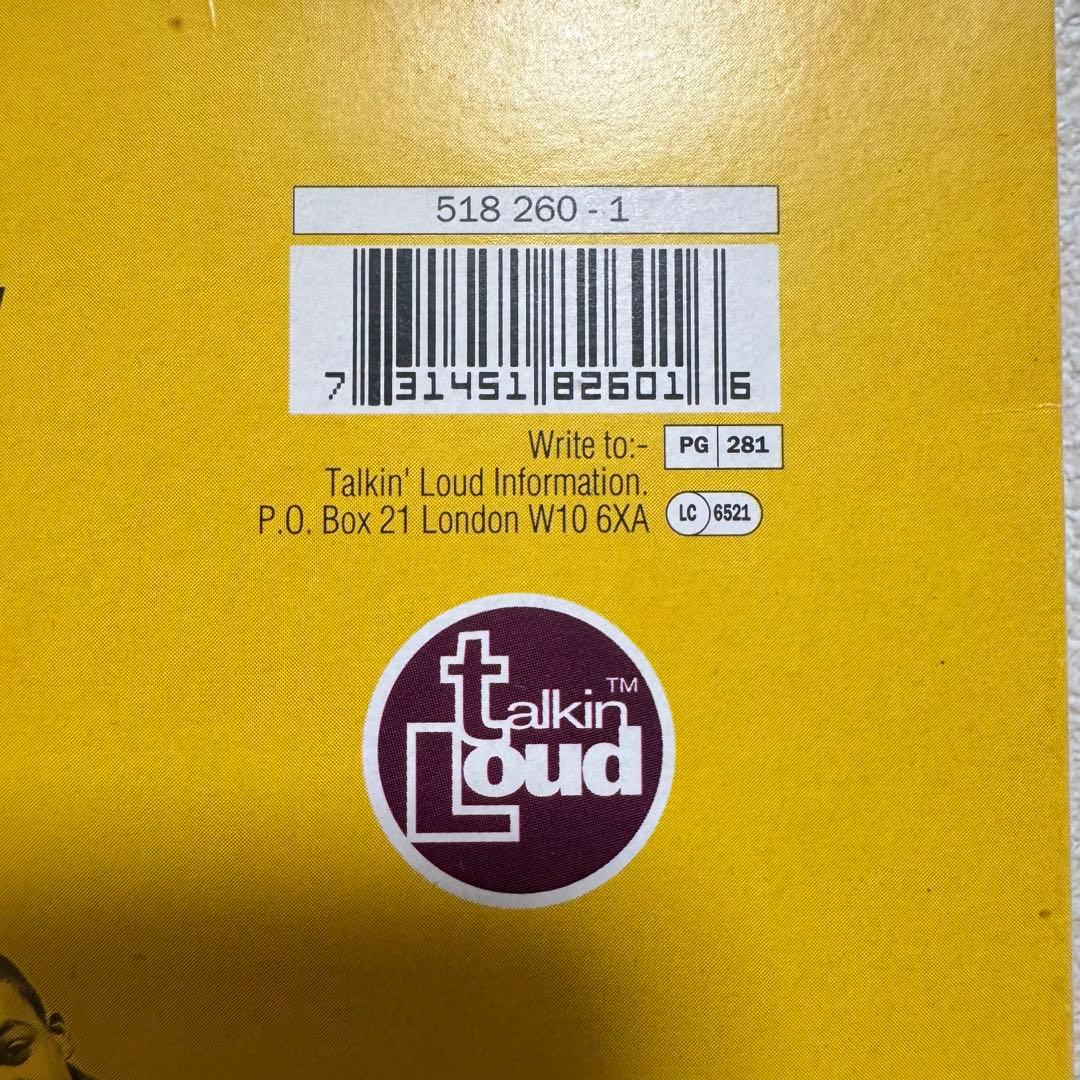 518 260 - 1
7 31451 82601 6
Write to:- PG 281
Talkin' Loud Information.
P.O. Box 21 London W10 6XA LC 6521
talkin TM
Loud